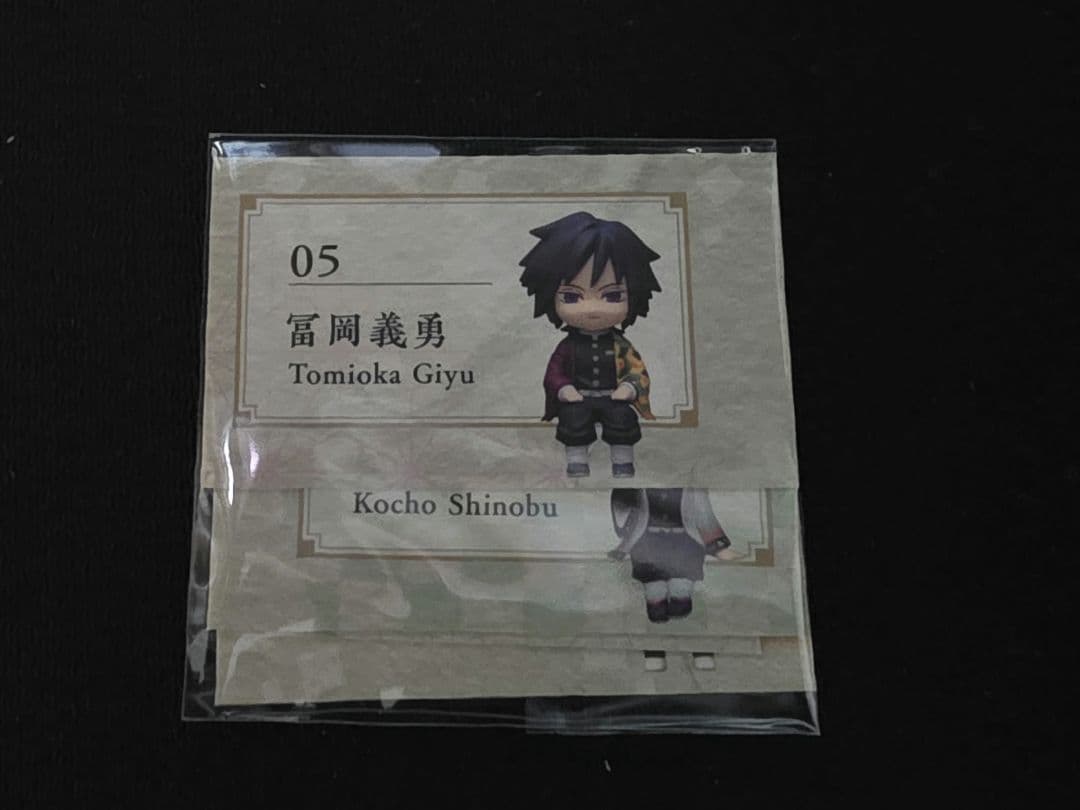 05
冨岡義勇
Tomioka Giyu
Kocho Shinobu